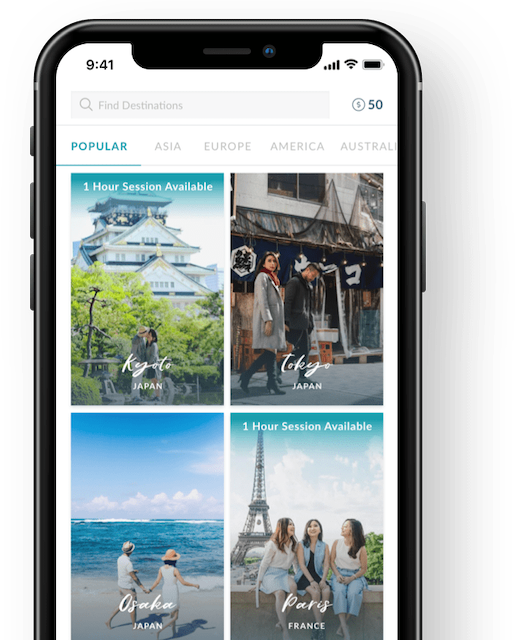 9:41
Find Destinations
$ 50
POPULAR ASIA EUROPE AMERICA AUSTRALI
1 Hour Session Available
Kyoto
JAPAN
Tokyo
JAPAN
Osaka
JAPAN
1 Hour Session Available
Paris
FRANCE